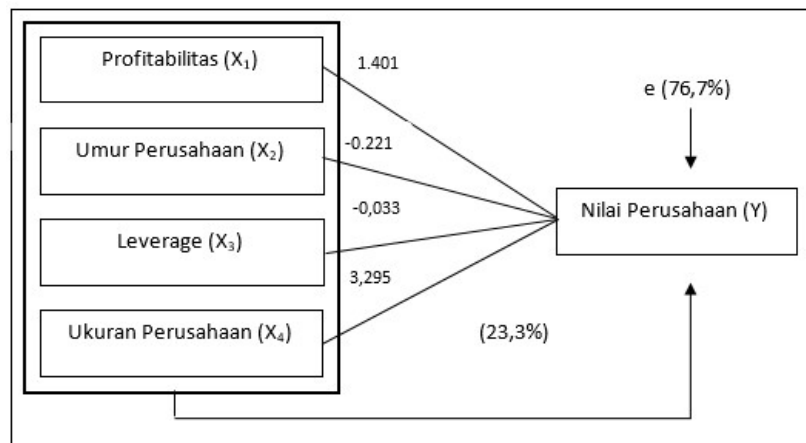 Profitabilitas (X₁)
1.401
e (76,7%)
Umur Perusahaan (X₂)
-0.221
-0,033
Nilai Perusahaan (Y)
Leverage (X₃)
3,295
Ukuran Perusahaan (X₄)
(23,3%)